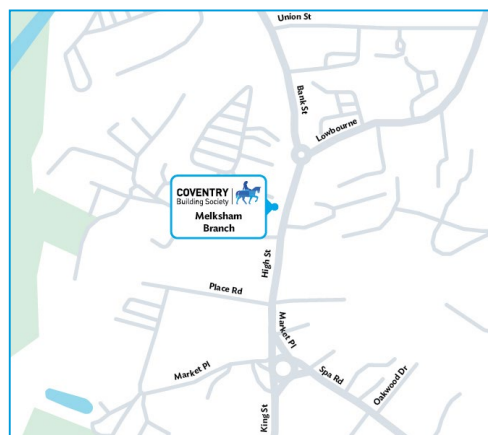 Union St
Bank St
Lowbourne
COVENTRY
Building Society
Melksham
Branch
High St
Place Rd
Market Pl
Market Pl
Spa Rd
Oakwood Dr
King St